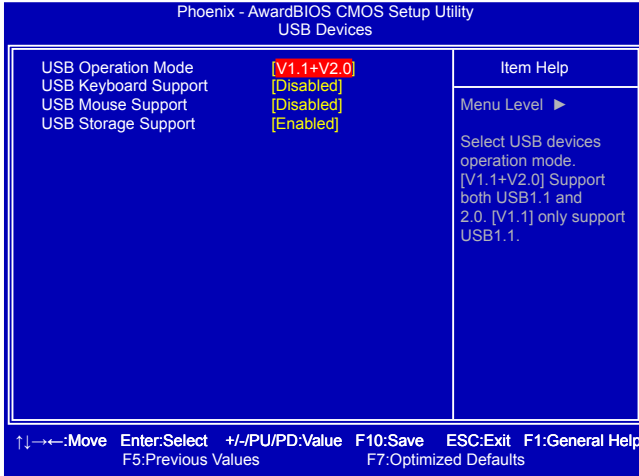 Phoenix - AwardBIOS CMOS Setup Utility
USB Devices
USB Operation Mode [V1.1+V2.0]
USB Keyboard Support [Disabled]
USB Mouse Support [Disabled]
USB Storage Support [Enabled]
Item Help
Menu Level ►
Select USB devices
operation mode.
[V1.1+V2.0] Support
both USB1.1 and
2.0. [V1.1] only support
USB1.1.
↑↓→←:Move Enter:Select +/-/PU/PD:Value F10:Save ESC:Exit F1:General Help
F5:Previous Values F7:Optimized Defaults